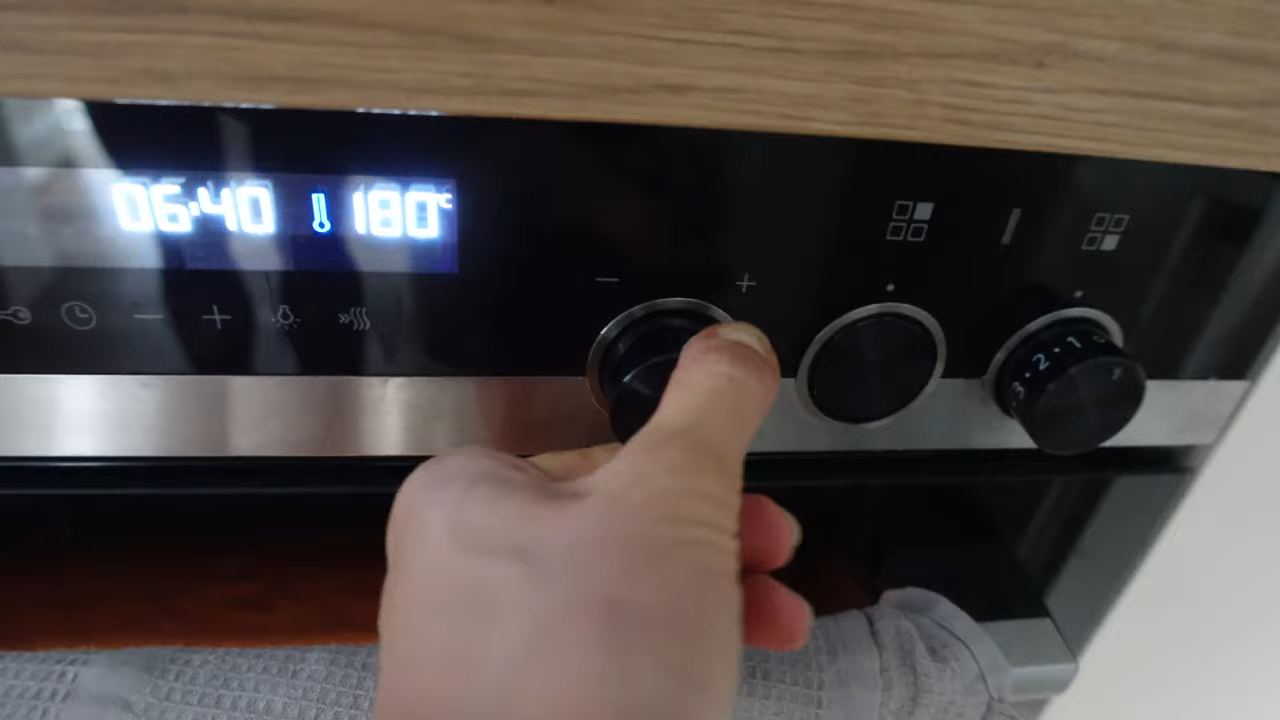 06:40 180°C
− +
− +
3 • 2 • 1